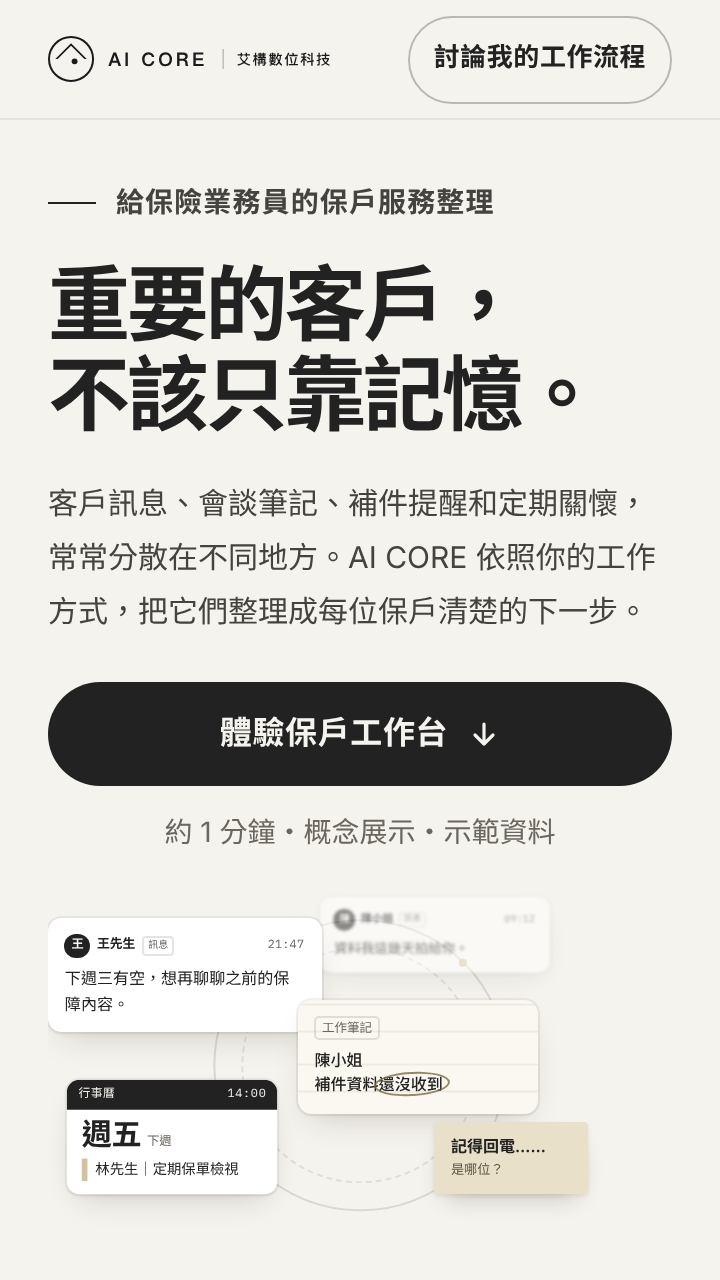 AI CORE 艾構數位科技
討論我的工作流程
給保險業務員的保戶服務整理
重要的客戶，
不該只靠記憶。
客戶訊息、會談筆記、補件提醒和定期關懷，
常常分散在不同地方。AI CORE 依照你的工作
方式，把它們整理成每位保戶清楚的下一步。
體驗保戶工作台 ↓
約 1 分鐘・概念展示・示範資料
陳小姐 09:12
王 王先生 訊息 21:47
下週三有空，想再聊聊之前的保
障內容。
工作筆記
陳小姐
補件資料還沒收到
行事曆 14:00
週五 下週
林先生｜定期保單檢視
記得回電……
是哪位？